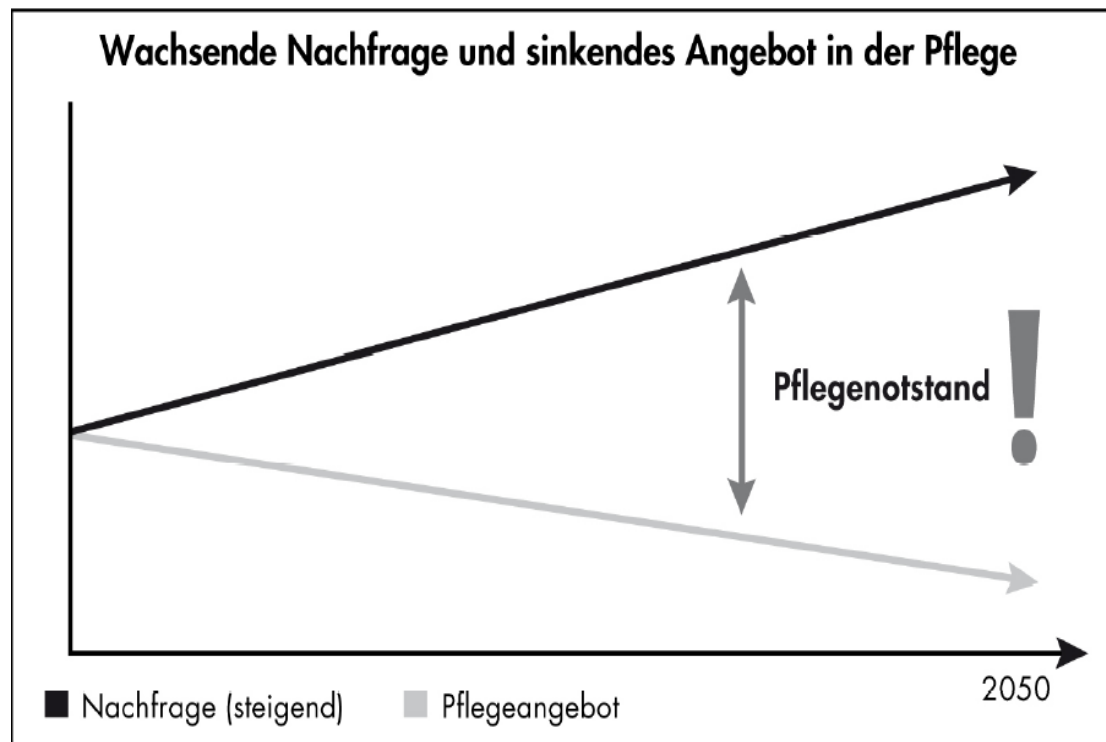 Wachsende Nachfrage und sinkendes Angebot in der Pflege
Pflegenotstand !
2050
Nachfrage (steigend) Pflegeangebot